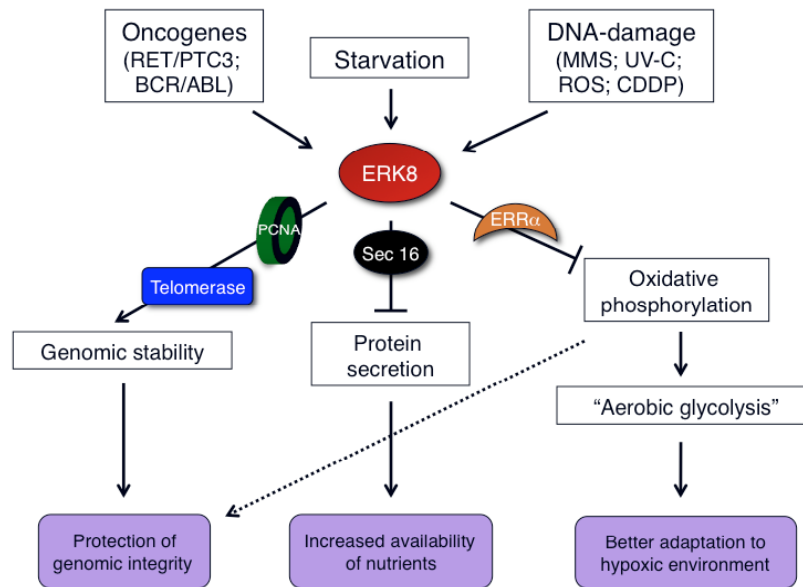 Oncogenes
(RET/PTC3;
BCR/ABL)
Starvation
DNA-damage
(MMS; UV-C;
ROS; CDDP)
ERK8
PCNA
Telomerase
Sec 16
ERRα
Genomic stability
Protein
secretion
Oxidative
phosphorylation
“Aerobic glycolysis”
Protection of
genomic integrity
Increased availability
of nutrients
Better adaptation to
hypoxic environment